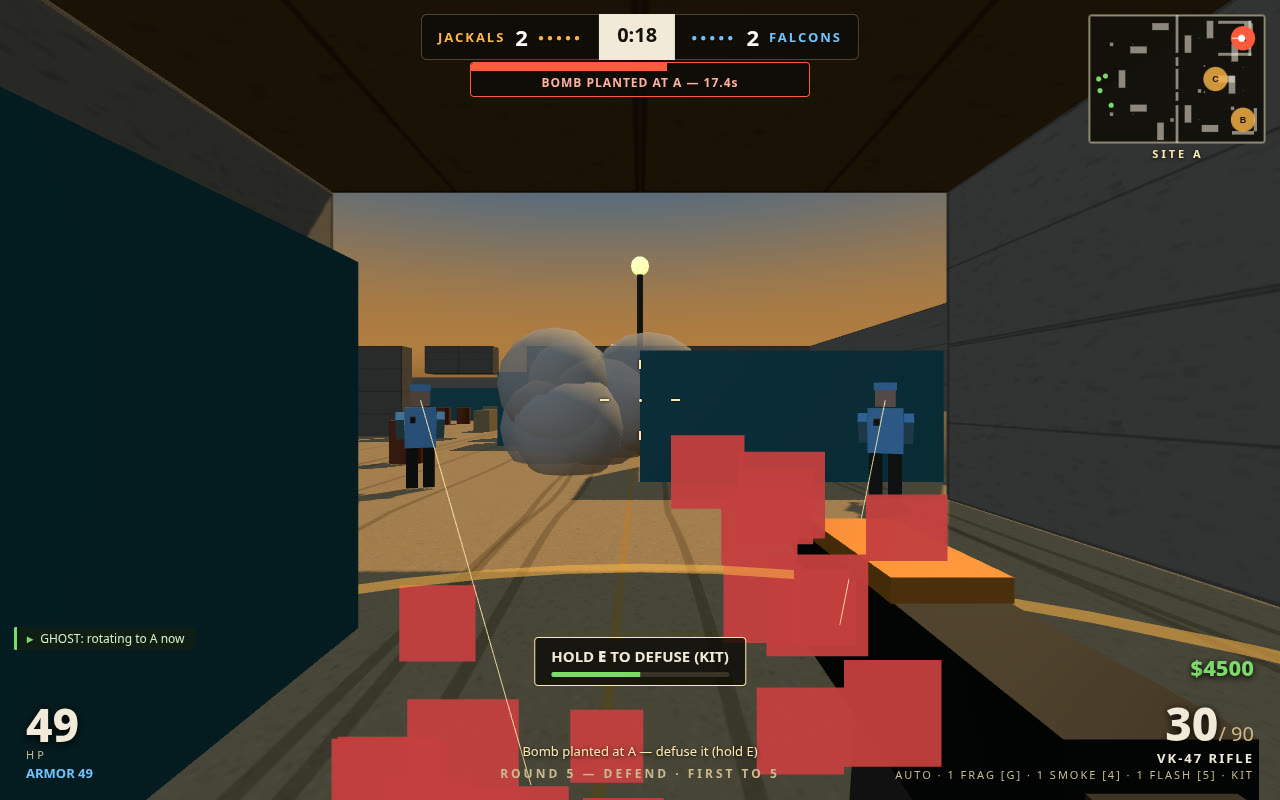 JACKALS 2 0:18 2 FALCONS
BOMB PLANTED AT A — 17.4s
C
B
SITE A
► GHOST: rotating to A now
HOLD E TO DEFUSE (KIT)
$4500
49
HP
ARMOR 49
30 / 90
VK-47 RIFLE
AUTO · 1 FRAG [G] · 1 SMOKE [4] · 1 FLASH [5] · KIT
Bomb planted at A — defuse it (hold E)
ROUND 5 — DEFEND · FIRST TO 5